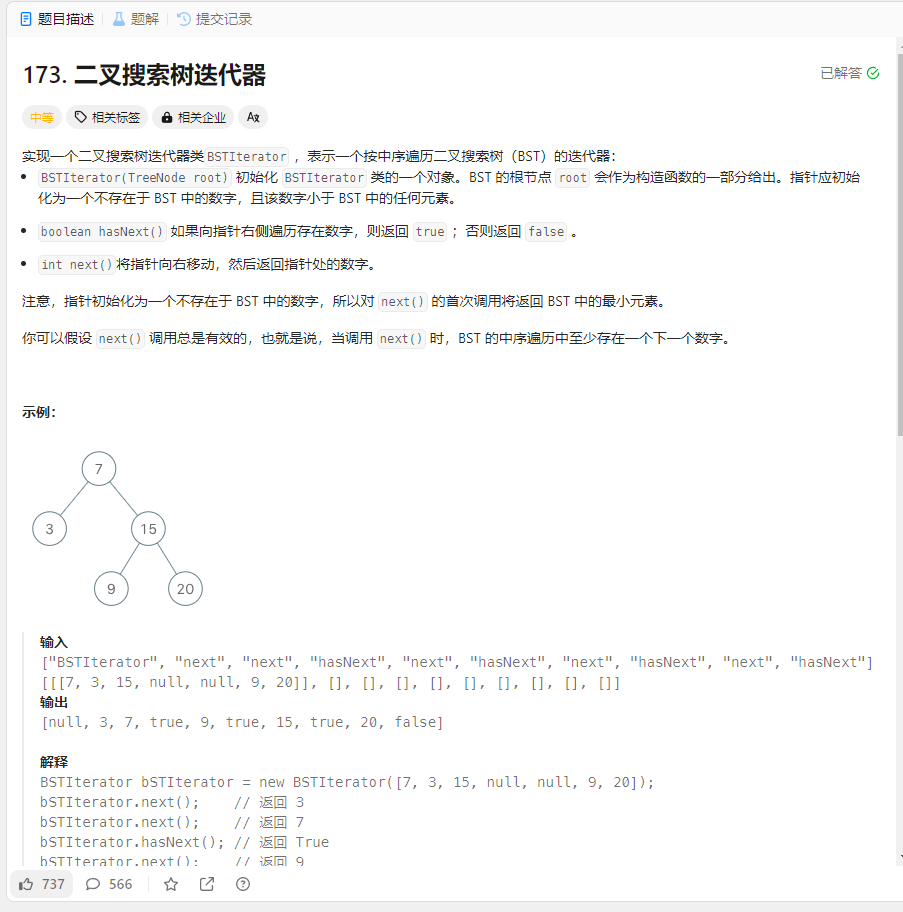 题目描述 题解 提交记录
173. 二叉搜索树迭代器
已解答
中等 相关标签 相关企业 Az
实现一个二叉搜索树迭代器类BSTIterator ，表示一个按中序遍历二叉搜索树（BST）的迭代器：
BSTIterator(TreeNode root) 初始化 BSTIterator 类的一个对象。BST 的根节点 root 会作为构造函数的一部分给出。指针应初始
化为一个不存在于 BST 中的数字，且该数字小于 BST 中的任何元素。
boolean hasNext() 如果向指针右侧遍历存在数字，则返回 true ；否则返回 false 。
int next()将指针向右移动，然后返回指针处的数字。
注意，指针初始化为一个不存在于 BST 中的数字，所以对 next() 的首次调用将返回 BST 中的最小元素。
你可以假设 next() 调用总是有效的，也就是说，当调用 next() 时，BST 的中序遍历中至少存在一个下一个数字。
示例：
7
3 15
9 20
输入
["BSTIterator", "next", "next", "hasNext", "next", "hasNext", "next", "hasNext", "next", "hasNext"]
[[[7, 3, 15, null, null, 9, 20]], [], [], [], [], [], [], [], [], []]
输出
[null, 3, 7, true, 9, true, 15, true, 20, false]
解释
BSTIterator bSTIterator = new BSTIterator([7, 3, 15, null, null, 9, 20]);
bSTIterator.next();    // 返回 3
bSTIterator.next();    // 返回 7
bSTIterator.hasNext(); // 返回 True
bSTIterator.next();    // 返回 9
737 566